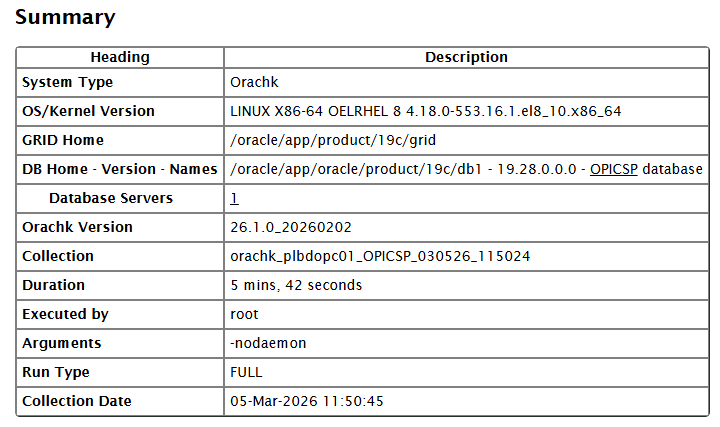 Summary
Heading Description
System Type Orachk
OS/Kernel Version LINUX X86-64 OELRHEL 8 4.18.0-553.16.1.el8_10.x86_64
GRID Home /oracle/app/product/19c/grid
DB Home - Version - Names /oracle/app/oracle/product/19c/db1 - 19.28.0.0.0 - OPICSP database
Database Servers 1
Orachk Version 26.1.0_20260202
Collection orachk_plbdopc01_OPICSP_030526_115024
Duration 5 mins, 42 seconds
Executed by root
Arguments -nodaemon
Run Type FULL
Collection Date 05-Mar-2026 11:50:45